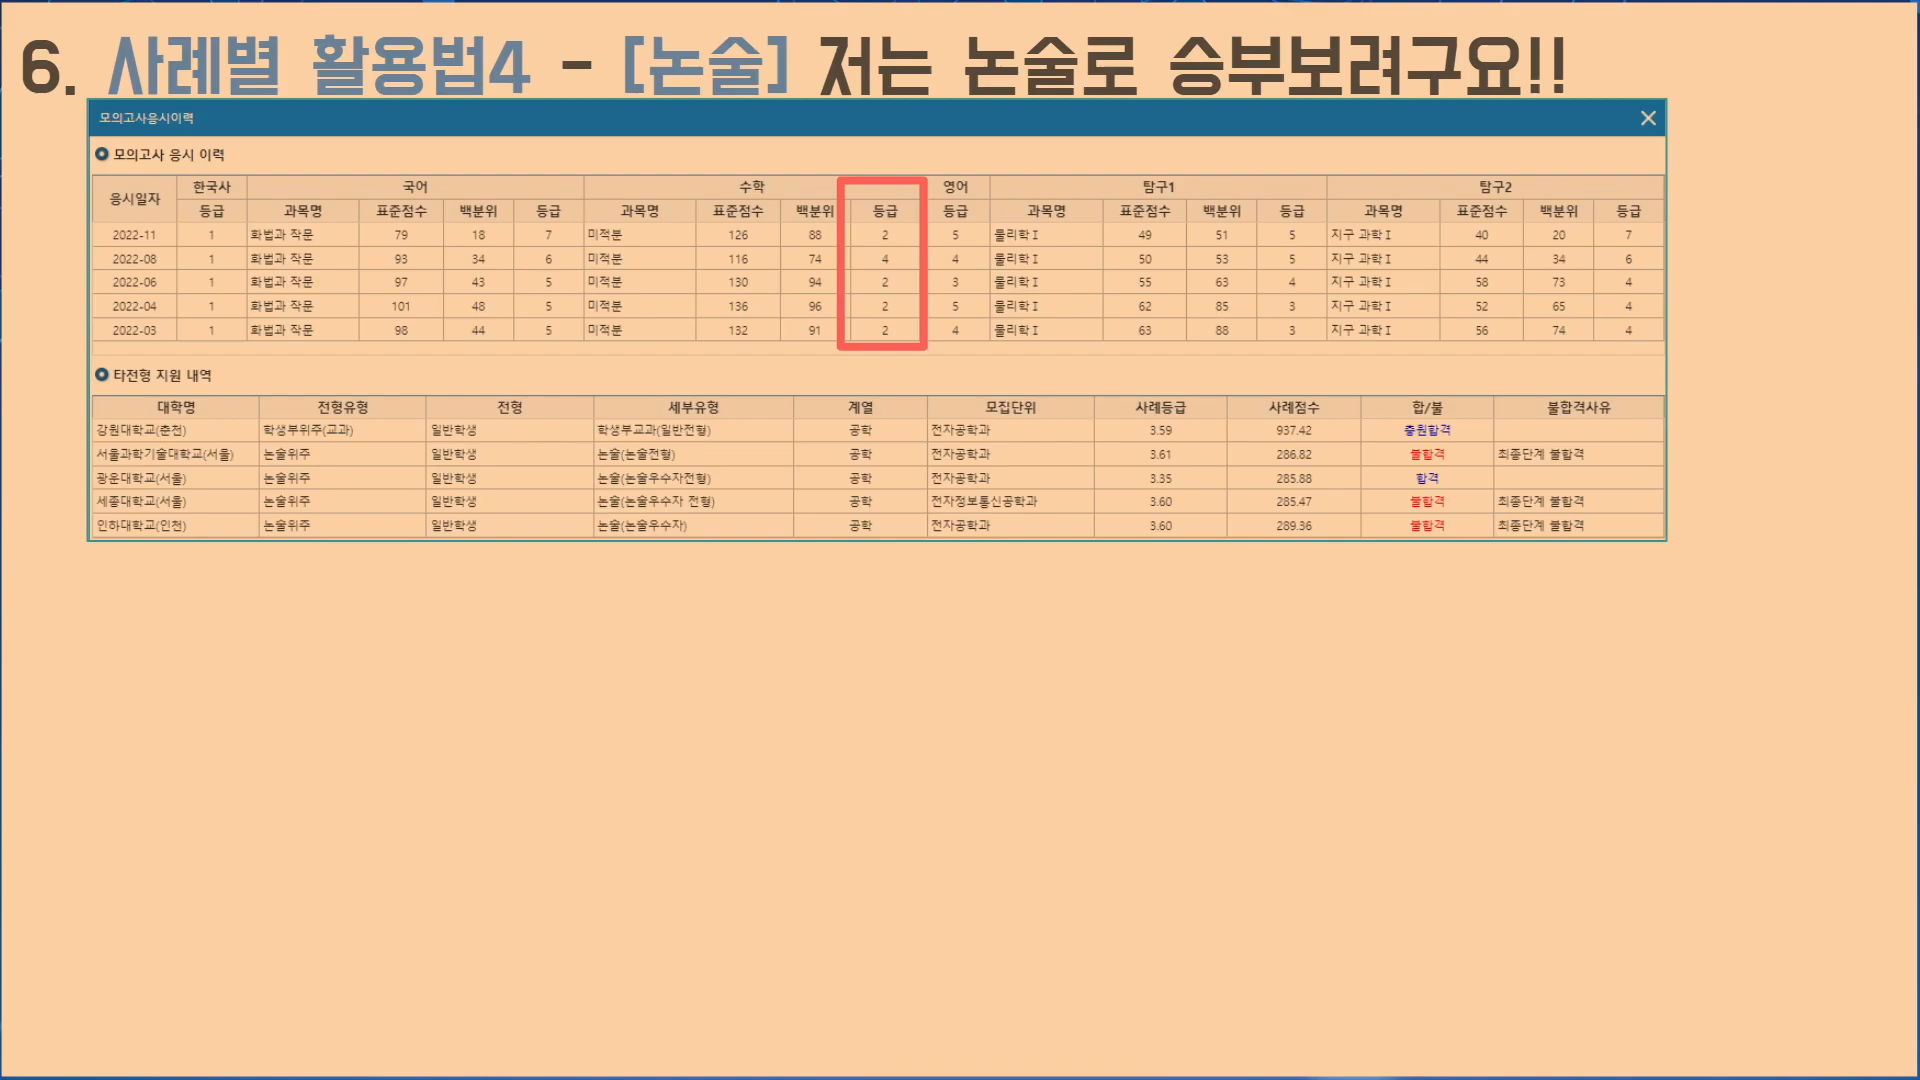 6. 사례별 활용법4 - [논술] 저는 논술로 승부보려구요!!
모의고사응시이력
모의고사 응시 이력
응시일자 한국사 국어 수학 영어 탐구1 탐구2
등급 과목명 표준점수 백분위 등급 과목명 표준점수 백분위 등급 등급 과목명 표준점수 백분위 등급 과목명 표준점수 백분위 등급
2022-11 1 화법과 작문 79 18 7 미적분 126 88 2 5 물리학 I 49 51 5 지구 과학 I 40 20 7
2022-08 1 화법과 작문 93 34 6 미적분 116 74 4 4 물리학 I 50 53 5 지구 과학 I 44 34 6
2022-06 1 화법과 작문 97 43 5 미적분 130 94 2 3 물리학 I 55 63 4 지구 과학 I 58 73 4
2022-04 1 화법과 작문 101 48 5 미적분 136 96 2 5 물리학 I 62 85 3 지구 과학 I 52 65 4
2022-03 1 화법과 작문 98 44 5 미적분 132 91 2 4 물리학 I 63 88 3 지구 과학 I 56 74 4
타전형 지원 내역
대학명 전형유형 전형 세부유형 계열 모집단위 사례등급 사례점수 합/불 불합격사유
강원대학교(춘천) 학생부위주(교과) 일반학생 학생부교과(일반전형) 공학 전자공학과 3.59 937.42 충원합격
서울과학기술대학교(서울) 논술위주 일반학생 논술(논술전형) 공학 전자공학과 3.61 286.82 불합격 최종단계 불합격
광운대학교(서울) 논술위주 일반학생 논술(논술우수자전형) 공학 전자공학과 3.35 285.88 합격
세종대학교(서울) 논술위주 일반학생 논술(논술우수자 전형) 공학 전자정보통신공학과 3.60 285.47 불합격 최종단계 불합격
인하대학교(인천) 논술위주 일반학생 논술(논술우수자) 공학 전자공학과 3.60 289.36 불합격 최종단계 불합격